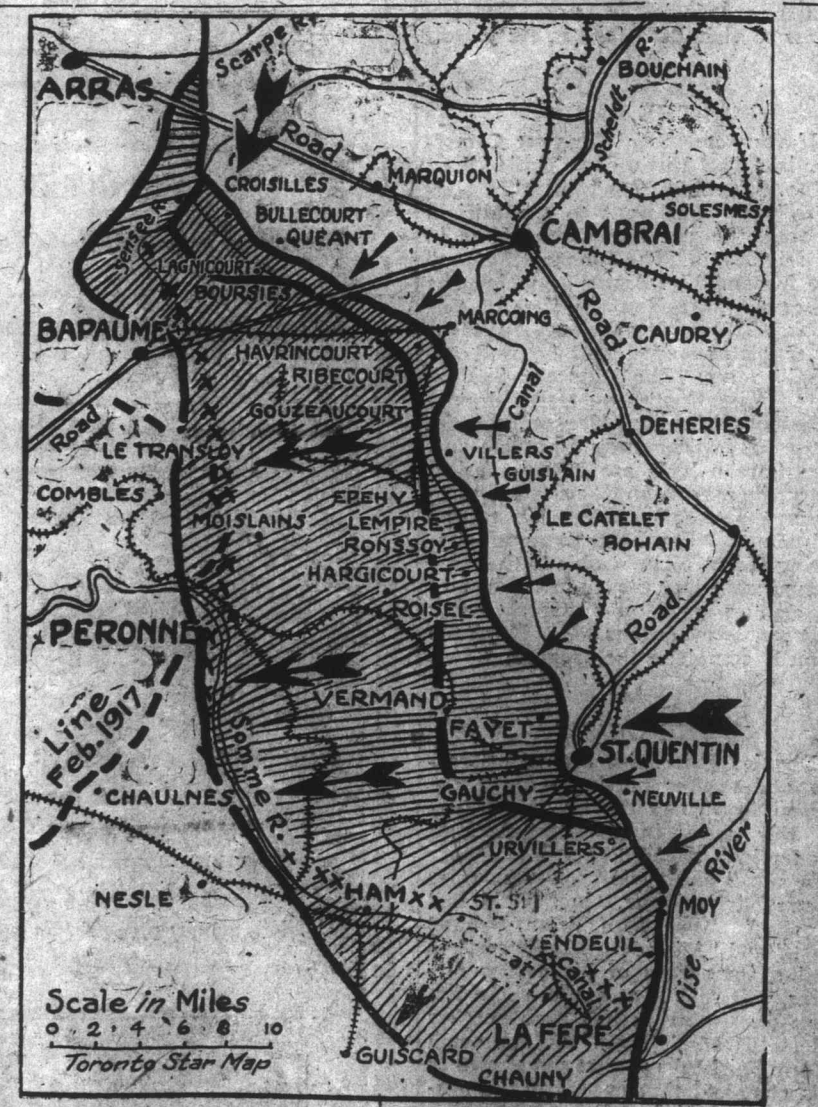 Scarpe R.
R.
BOUCHAIN
ARRAS
Scheldt
Road
MARQUION
CROISILLES
SOLESMES
BULLECOURT
QUEANT
CAMBRAI
Sensee R.
LAGNICOURT
BOURSIES
BAPAUME
MARCOING
Road
CAUDRY
HAVRINCOURT
RIBECOURT
Canal
GOUZEAUCOURT
Road
DEHERIES
LE TRANSLOY
VILLERS
GUISLAIN
COMBLES
EPEHY
MOISLAINS
LEMPIRE
LE CATELET
RONSSOY
BOHAIN
HARGICOURT
ROISEL
Road
PERONNE
Line
Feb. 1917
VERMAND
FAYET
Somme R.
ST. QUENTIN
CHAULNES
GAUCHY
NEUVILLE
URVILLERS
River
NESLE
HAM
MOY
VENDEUIL
Canal
Oise
Scale in Miles
0 2 4 6 8 10
LA FERE
Toronto Star Map
GUISCARD
CHAUNY